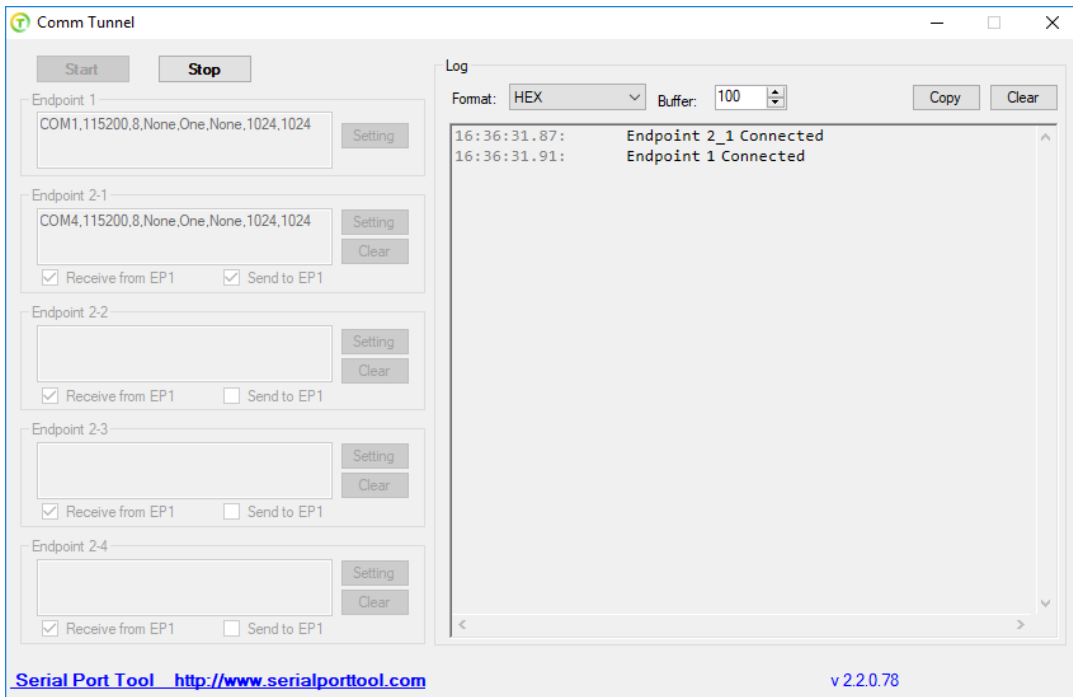 Comm Tunnel
Start Stop
Endpoint 1
COM1,115200,8,None,One,None,1024,1024
Setting
Endpoint 2-1
COM4,115200,8,None,One,None,1024,1024
Setting
Clear
Receive from EP1 Send to EP1
Endpoint 2-2
Setting
Clear
Receive from EP1 Send to EP1
Endpoint 2-3
Setting
Clear
Receive from EP1 Send to EP1
Endpoint 2-4
Setting
Clear
Receive from EP1 Send to EP1
Log
Format: HEX Buffer: 100 Copy Clear
16:36:31.87: Endpoint 2_1 Connected
16:36:31.91: Endpoint 1 Connected
Serial Port Tool http://www.serialporttool.com
v 2.2.0.78